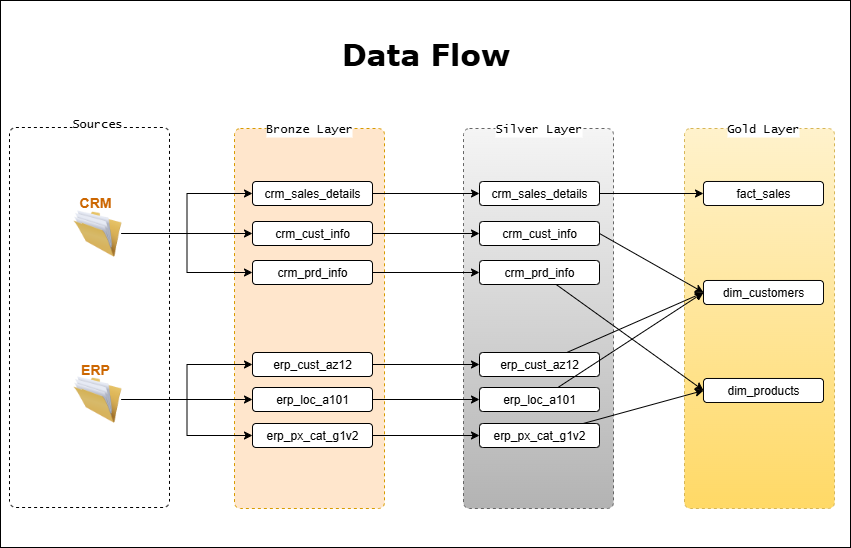 Data Flow
Sources
Bronze Layer
Silver Layer
Gold Layer
CRM
crm_sales_details
crm_sales_details
fact_sales
crm_cust_info
crm_cust_info
crm_prd_info
crm_prd_info
dim_customers
ERP
erp_cust_az12
erp_cust_az12
dim_products
erp_loc_a101
erp_loc_a101
erp_px_cat_g1v2
erp_px_cat_g1v2